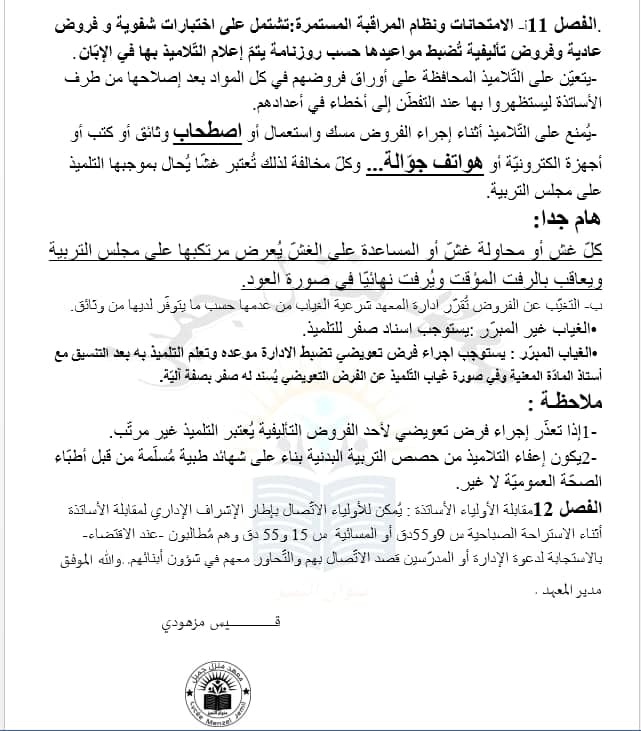 .الفصل 11أ- الامتحانات ونظام المراقبة المستمرة:تشتمل على اختبارات شفوية و فروض
عادية وفروض تأليفية تُضبط مواعيدها حسب روزنامة يتمّ إعلام التّلاميذ بها في الإبّان.
-يتعيّن على التّلاميذ المحافظة على أوراق فروضهم في كل المواد بعد إصلاحها من طرف
الأساتذة ليستظهروا بها عند التفطّن إلى أخطاء في أعدادهم.
-يُمنع على التّلاميذ أثناء إجراء الفروض مسك واستعمال أو اصطحاب وثائق أو كتب أو
أجهزة الكترونيّة أو هواتف جوّالة... وكلّ مخالفة لذلك تُعتبر غشّا يُحال بموجبها التلميذ
على مجلس التربية.
هام جدا:
كلّ غش أو محاولة غشّ أو المساعدة على الغشّ يُعرض مرتكبها على مجلس التربية
ويعاقب بالرفت المؤقت ويُرفت نهائيّا في صورة العود.
ب- التغيّب عن الفروض تُقرّر ادارة المعهد شرعية الغياب من عدمها حسب ما يتوفّر لديها من وثائق.
•الغياب غير المبرّر :يستوجب اسناد صفر للتلميذ.
•الغياب المبرّر : يستوجب اجراء فرض تعويضي تضبط الادارة موعده وتعلم التلميذ به بعد التنسيق مع
أستاذ المادّة المعنية وفي صورة غياب التّلميذ عن الفرض التعويضي يُسند له صفر بصفة آليّة.
ملاحظة :
-1إذا تعذّر إجراء فرض تعويضي لأحد الفروض التأليفية يُعتبر التلميذ غير مرتّب.
-2يكون إعفاء التلاميذ من حصص التربية البدنية بناء على شهائد طبية مُسلّمة من قبل أطبّاء
الصحّة العموميّة لا غير.
الفصل 12مقابلة الأولياء الأساتذة : يُمكن للأولياء الاتّصال بإطار الإشراف الإداري لمقابلة الأساتذة
أثناء الاستراحة الصباحية س 9و55دق أو المسائية س 15 و55 دق وهم مُطالبون -عند الاقتضاء-
بالاستجابة لدعوة الإدارة أو المدرّسين قصد الاتّصال بهم والتّحاور معهم في شؤون أبنائهم..والله الموفق
مدير المعهد .
قــــــيس مزهودي
معهد منزل جميل
Lycée Menzel Jemil